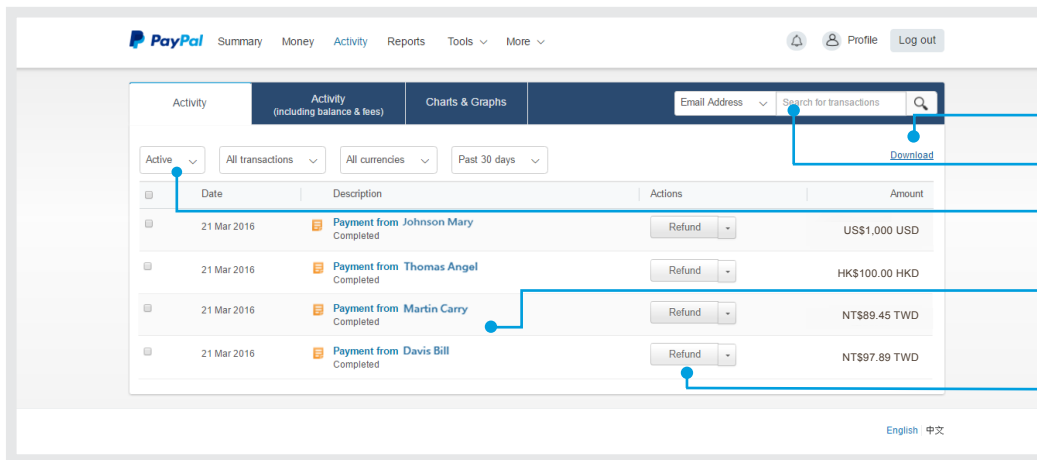 PayPal Summary Money Activity Reports Tools More Profile Log out
Activity Activity (including balance & fees) Charls & Graphs Email Address Search for transactions
Download
Active All transactions All currencies Past 30 days
Date Description Actions Amount
21 Mar 2016 Payment from Johnson Mary Refund US$1,000 USD
Completed
21 Mar 2016 Payment from Thomas Angel Refund HK$100.00 HKD
Completed
21 Mar 2016 Payment from Martin Carry Refund NT$89.45 TWD
Completed
21 Mar 2016 Payment from Davis Bill Refund NT$97.89 TWD
Completed
English 中文